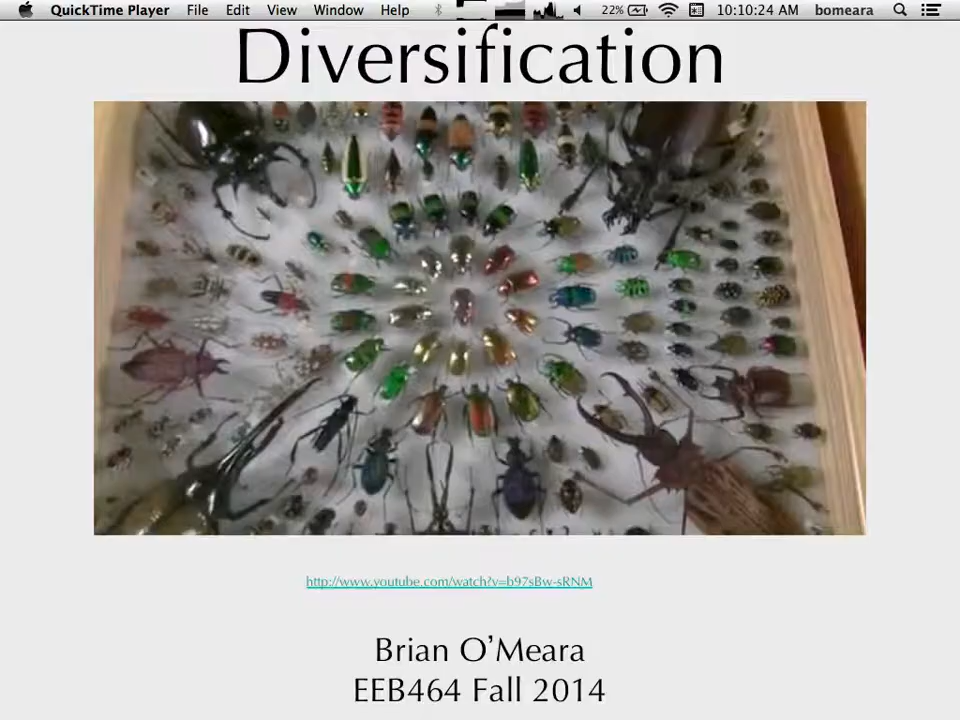 QuickTime Player File Edit View Window Help 22% 10:10:24 AM bomeara
Diversification
http://www.youtube.com/watch?v=b97sBw-sRNM
Brian O’Meara
EEB464 Fall 2014